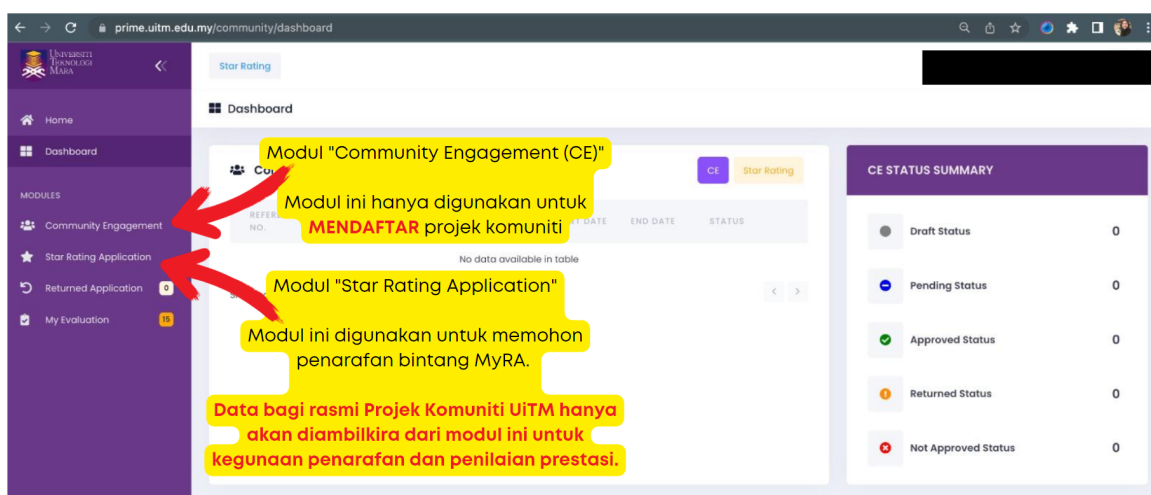 prime.uitm.edu.my/community/dashboard
UNIVERSITI
TEKNOLOGI
MARA
Star Rating
Dashboard
Home
Dashboard
MODULES
Community Engagement
Star Rating Application
Returned Application 0
My Evaluation 15
Modul "Community Engagement (CE)"
Modul ini hanya digunakan untuk
MENDAFTAR projek komuniti
CE Star Rating
NO.
DATE END DATE STATUS
No data available in table
Modul "Star Rating Application"
Modul ini digunakan untuk memohon
penarafan bintang MyRA.
Data bagi rasmi Projek Komuniti UiTM hanya
akan diambilkira dari modul ini untuk
kegunaan penarafan dan penilaian prestasi.
CE STATUS SUMMARY
Draft Status 0
Pending Status 0
Approved Status 0
Returned Status 0
Not Approved Status 0